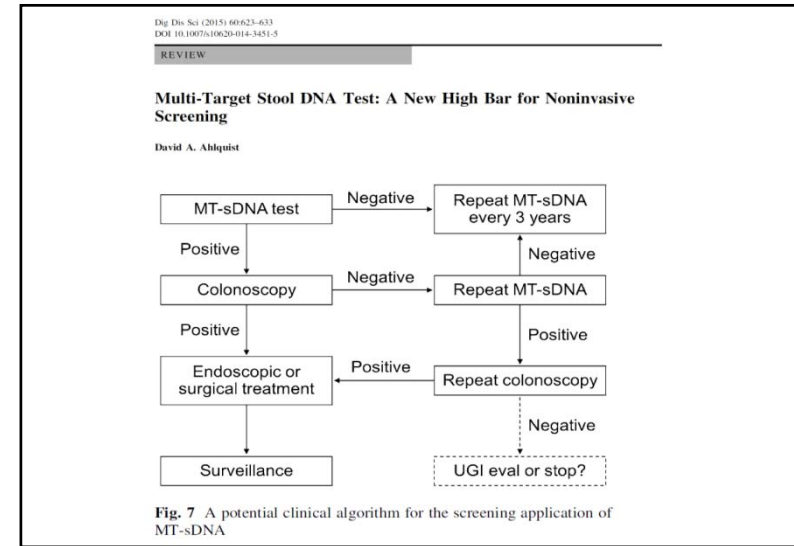 Dig Dis Sci (2015) 60:623–633
DOI 10.1007/s10620-014-3451-5
REVIEW
Multi-Target Stool DNA Test: A New High Bar for Noninvasive
Screening
David A. Ahlquist
MT-sDNA test
Negative
Repeat MT-sDNA
every 3 years
Positive
Negative
Colonoscopy
Negative
Repeat MT-sDNA
Positive
Positive
Endoscopic or
surgical treatment
Positive
Repeat colonoscopy
Negative
Surveillance
UGI eval or stop?
Fig. 7 A potential clinical algorithm for the screening application of
MT-sDNA